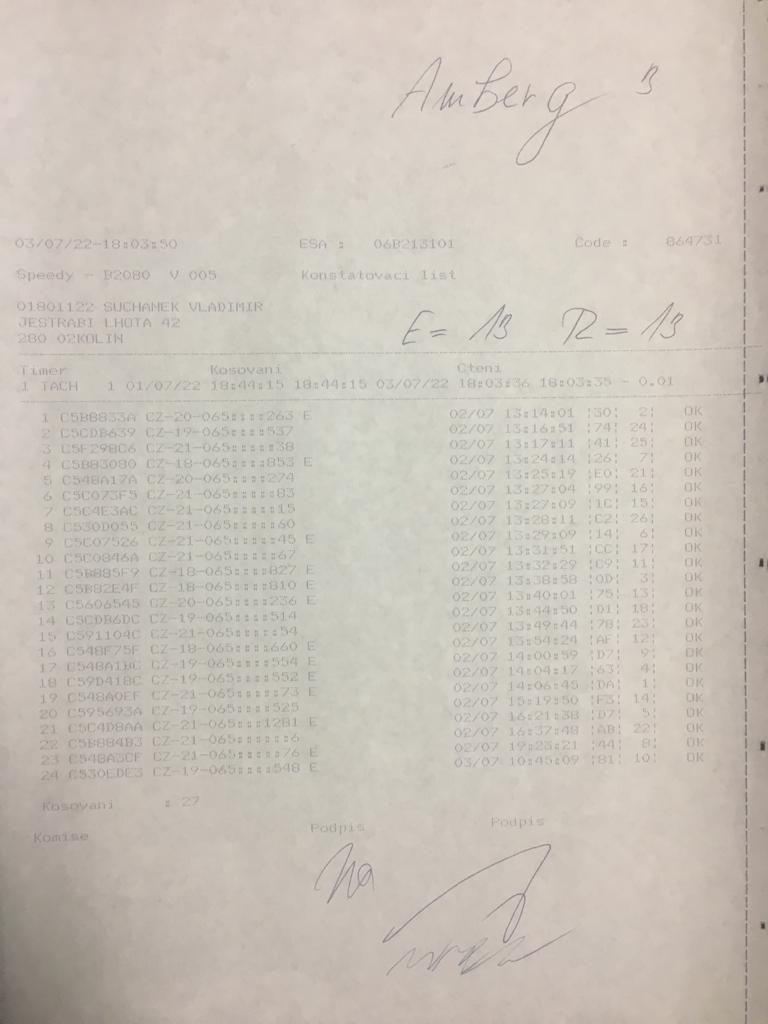 Amberg B
03/07/22-18:03:50 ESA : 06B213101 Code : 864731
Speedy - B2080 V 005 Konstatovaci list
01801122 SUCHANEK VLADIMIR
JESTRABI LHOTA 42
280 02KOLIN
E= 13 R = 13
Timer Kosovani Cteni
1 TACH 1 01/07/22 18:44:15 18:44:15 03/07/22 18:03:36 18:03:35 - 0.01
1 C5B8833A CZ-20-065::::263 E 02/07 13:14:01 ¦30¦ 2¦ OK
2 C5CDB639 CZ-19-065::::537 02/07 13:16:51 ¦74¦ 24¦ OK
3 C5F298C6 CZ-21-065:::::38 02/07 13:17:11 ¦41¦ 25¦ OK
4 C5B83080 CZ-18-065::::853 E 02/07 13:24:14 ¦26¦ 7¦ OK
5 C548A17A CZ-20-065::::274 02/07 13:25:19 ¦E0¦ 21¦ OK
6 C5C073F5 CZ-21-065:::::83 02/07 13:27:04 ¦99¦ 16¦ OK
7 C5C4E3AC CZ-21-065:::::15 02/07 13:27:09 ¦1C¦ 15¦ OK
8 C530D055 CZ-21-065:::::60 02/07 13:28:11 ¦C2¦ 26¦ OK
9 C5C07526 CZ-21-065:::::45 E 02/07 13:29:09 ¦14¦ 6¦ OK
10 C5C0846A CZ-21-065:::::67 02/07 13:31:51 ¦CC¦ 17¦ OK
11 C5B885F9 CZ-18-065::::827 E 02/07 13:32:29 ¦C9¦ 11¦ OK
12 C5B82E4F CZ-18-065::::810 E 02/07 13:38:58 ¦0D¦ 3¦ OK
13 C5606545 CZ-20-065::::236 E 02/07 13:40:01 ¦75¦ 13¦ OK
14 C5CDB6DC CZ-19-065::::514 02/07 13:44:50 ¦D1¦ 18¦ OK
15 C591104C CZ-21-065:::::54 02/07 13:49:44 ¦78¦ 23¦ OK
16 C548F75F CZ-18-065::::660 E 02/07 13:54:24 ¦AF¦ 12¦ OK
17 C548A1BC CZ-19-065::::554 E 02/07 14:00:59 ¦D7¦ 9¦ OK
18 C59D418C CZ-19-065::::552 E 02/07 14:04:17 ¦63¦ 4¦ OK
19 C548A0EF CZ-21-065:::::73 E 02/07 14:06:45 ¦DA¦ 1¦ OK
20 C595693A CZ-19-065::::525 02/07 15:19:50 ¦F3¦ 14¦ OK
21 C5C4D8AA CZ-21-065:::1281 E 02/07 16:21:38 ¦D7¦ 5¦ OK
22 C5B884B3 CZ-21-065::::::6 02/07 16:37:48 ¦AB¦ 22¦ OK
23 C548A3CF CZ-21-065:::::76 E 02/07 19:23:21 ¦44¦ 8¦ OK
24 C530EDE3 CZ-19-065::::548 E 03/07 10:45:09 ¦81¦ 10¦ OK
Kosovani : 27
Komise Podpis Podpis